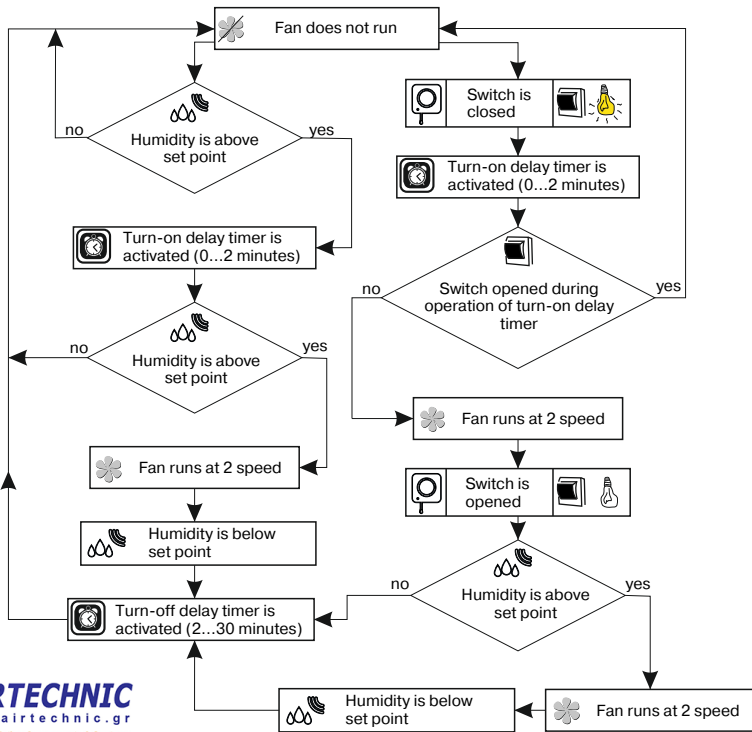 Fan does not run
no
Humidity is above
set point
yes
Switch is
closed
Turn-on delay timer is
activated (0...2 minutes)
Turn-on delay timer is
activated (0...2 minutes)
no
Switch opened during
operation of turn-on delay
timer
yes
no
Humidity is above
set point
yes
Fan runs at 2 speed
Fan runs at 2 speed
Switch is
opened
Humidity is below
set point
no
Humidity is above
set point
yes
Turn-off delay timer is
activated (2...30 minutes)
Humidity is below
set point
Fan runs at 2 speed
RTECHNIC
airtechnic.gr